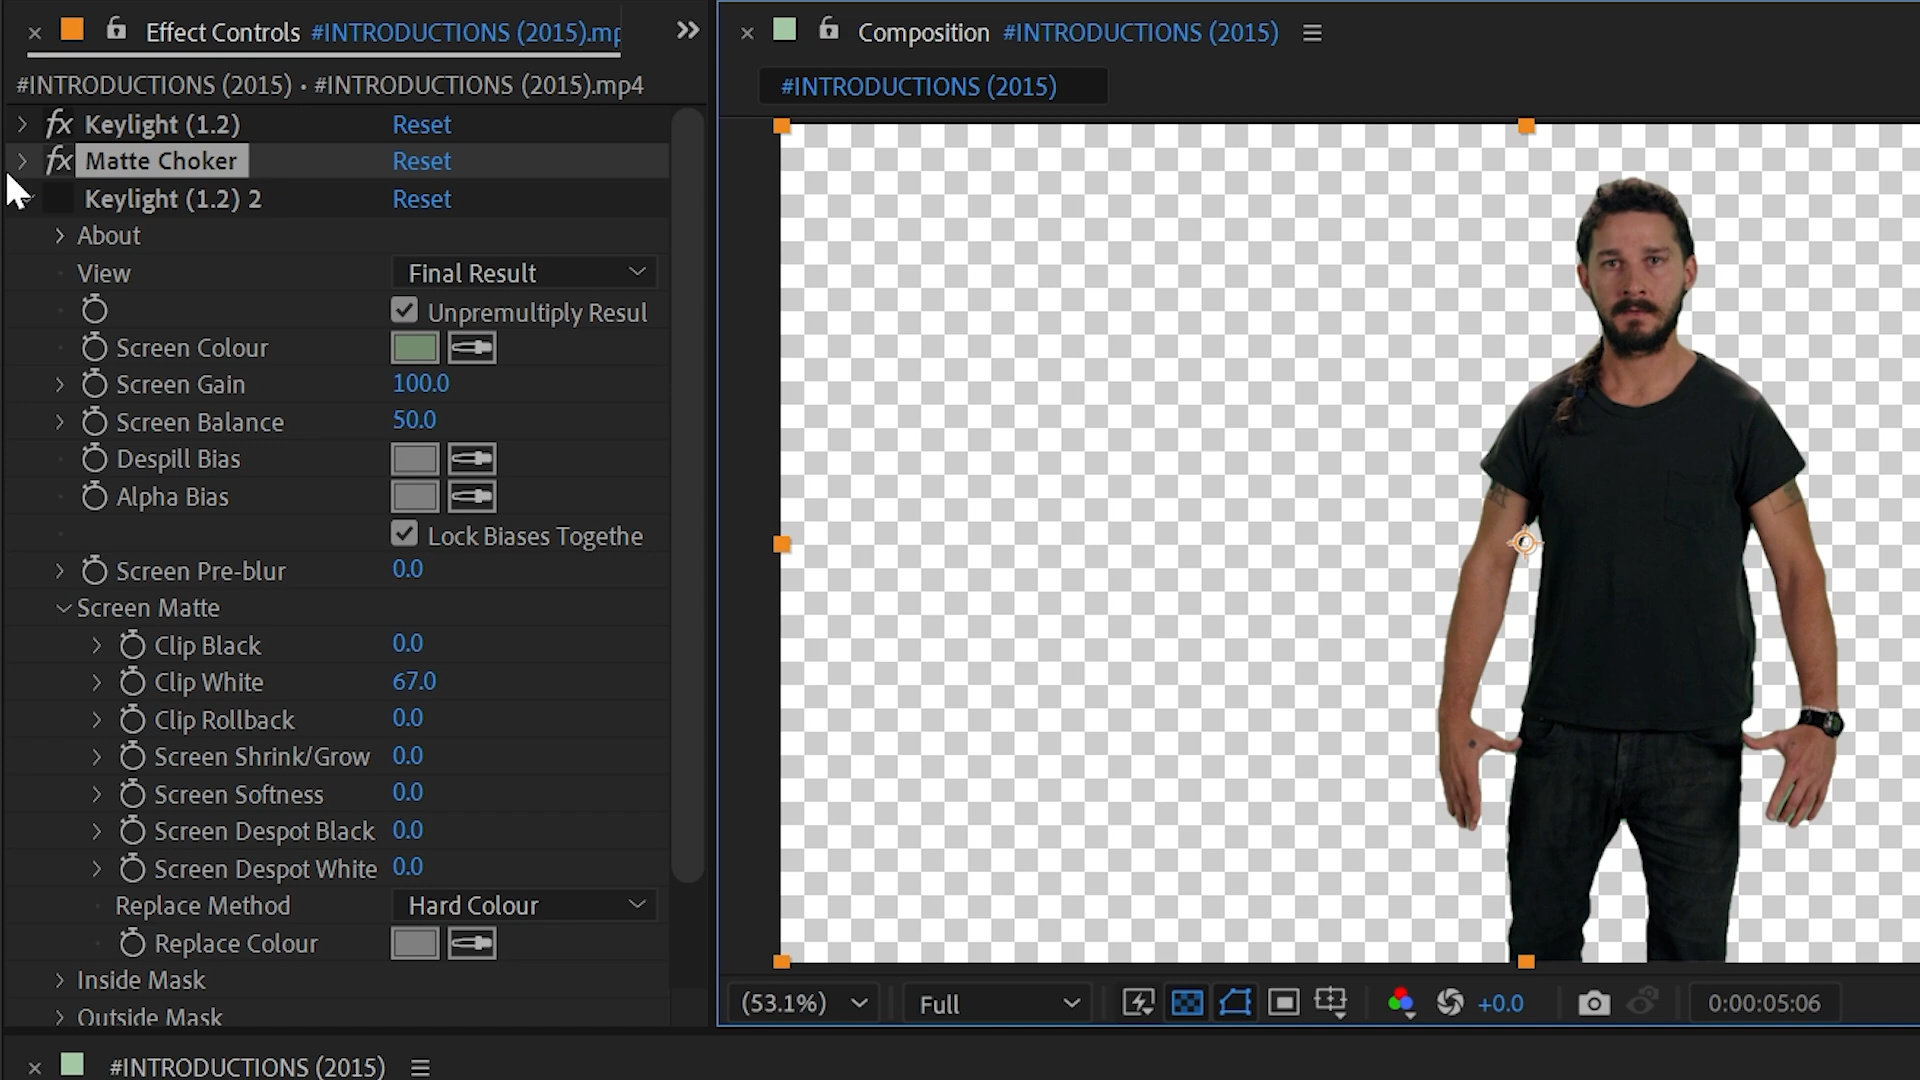 Effect Controls #INTRODUCTIONS (2015).mp
#INTRODUCTIONS (2015) • #INTRODUCTIONS (2015).mp4
fx Keylight (1.2) Reset
fx Matte Choker Reset
Keylight (1.2) 2 Reset
About
View Final Result
Unpremultiply Resul
Screen Colour
Screen Gain 100.0
Screen Balance 50.0
Despill Bias
Alpha Bias
Lock Biases Togethe
Screen Pre-blur 0.0
Screen Matte
Clip Black 0.0
Clip White 67.0
Clip Rollback 0.0
Screen Shrink/Grow 0.0
Screen Softness 0.0
Screen Despot Black 0.0
Screen Despot White 0.0
Replace Method Hard Colour
Replace Colour
Inside Mask
Outside Mask
Composition #INTRODUCTIONS (2015)
#INTRODUCTIONS (2015)
(53.1%) Full +0.0 0:00:05:06
#INTRODUCTIONS (2015)